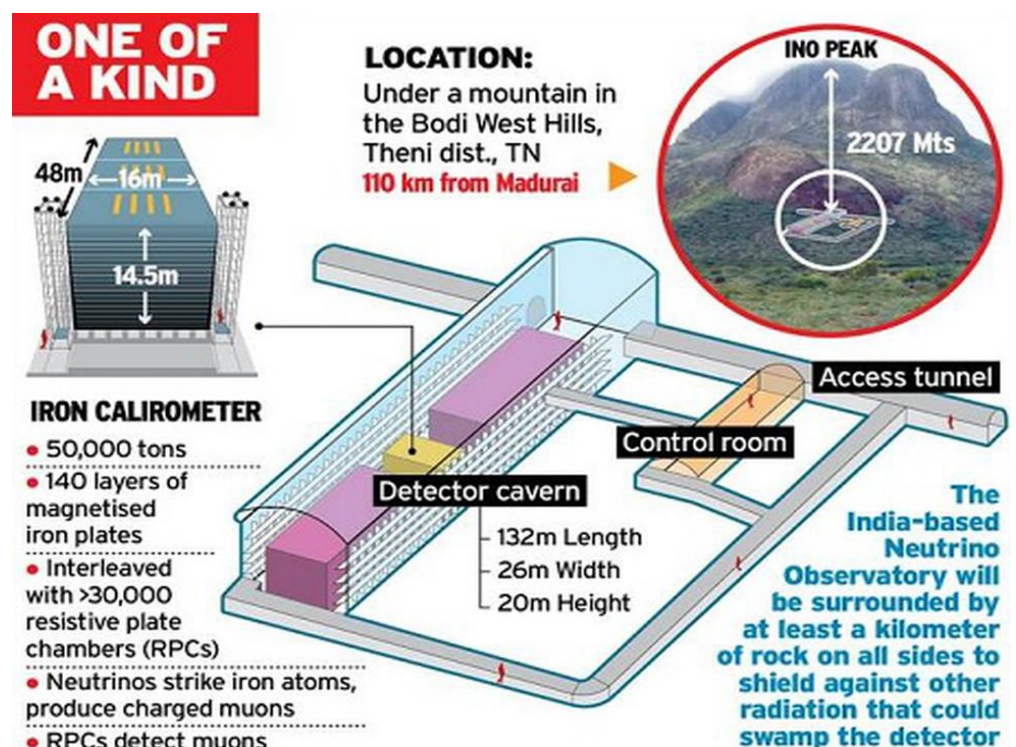 ONE OF
A KIND
48m
16m
14.5m
LOCATION:
Under a mountain in
the Bodi West Hills,
Theni dist., TN
110 km from Madurai
INO PEAK
2207 Mts
IRON CALIROMETER
50,000 tons
140 layers of
magnetised
iron plates
Interleaved
with >30,000
resistive plate
chambers (RPCs)
Neutrinos strike iron atoms,
produce charged muons
RPCs detect muons
Access tunnel
Control room
Detector cavern
132m Length
26m Width
20m Height
The
India-based
Neutrino
Observatory will
be surrounded by
at least a kilometer
of rock on all sides to
shield against other
radiation that could
swamp the detector